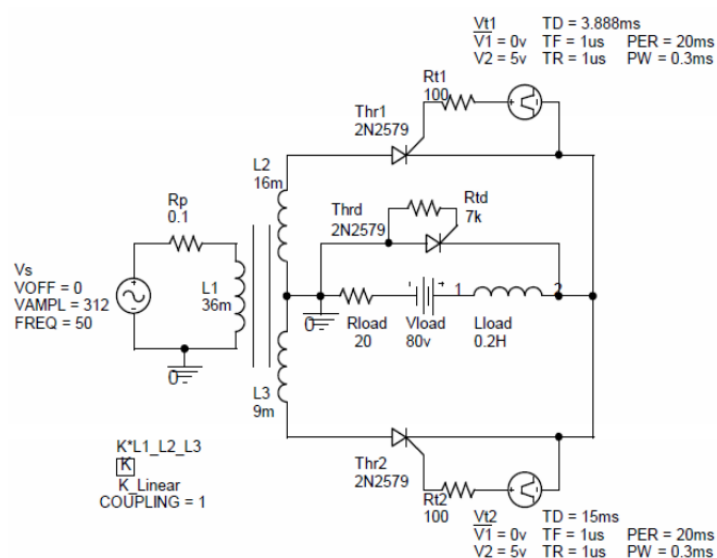 Vt1 TD = 3.888ms
V1 = 0v TF = 1us PER = 20ms
V2 = 5v TR = 1us PW = 0.3ms
Rt1
100
Thr1
2N2579
L2
16m
Rp
0.1
Thrd
2N2579
Rtd
7k
Vs
VOFF = 0
VAMPL = 312
FREQ = 50
L1
36m
1 2
0
Rload
20
Vload
80v
Lload
0.2H
0
L3
9m
K*L1_L2_L3
K
K_Linear
COUPLING = 1
Thr2
2N2579
Rt2
100
Vt2 TD = 15ms
V1 = 0v TF = 1us PER = 20ms
V2 = 5v TR = 1us PW = 0.3ms